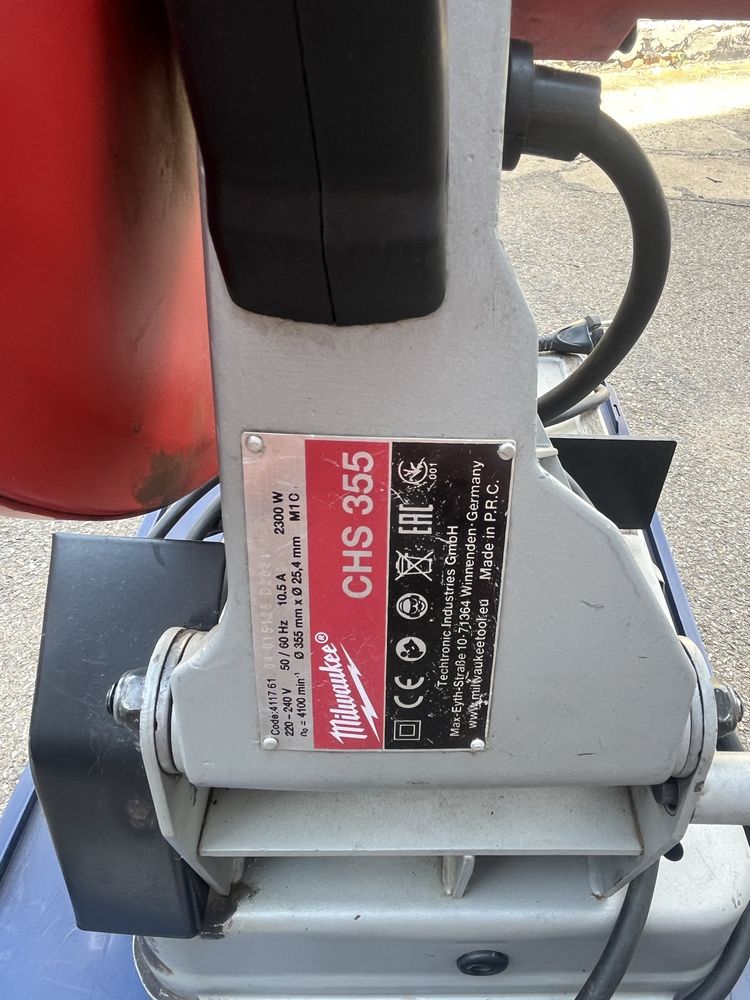 Code:411761
220-240 V 50 / 60 Hz 10.5 A 2300 W
n₀ = 4100 min⁻¹ Ø 355 mm x Ø 25,4 mm M1C
Milwaukee®
CHS 355
CE
EAC
001
Techtronic Industries GmbH
Max-Eyth-Straße 10·71364 Winnenden·Germany
www.milwaukeetool.eu Made in P.R.C.